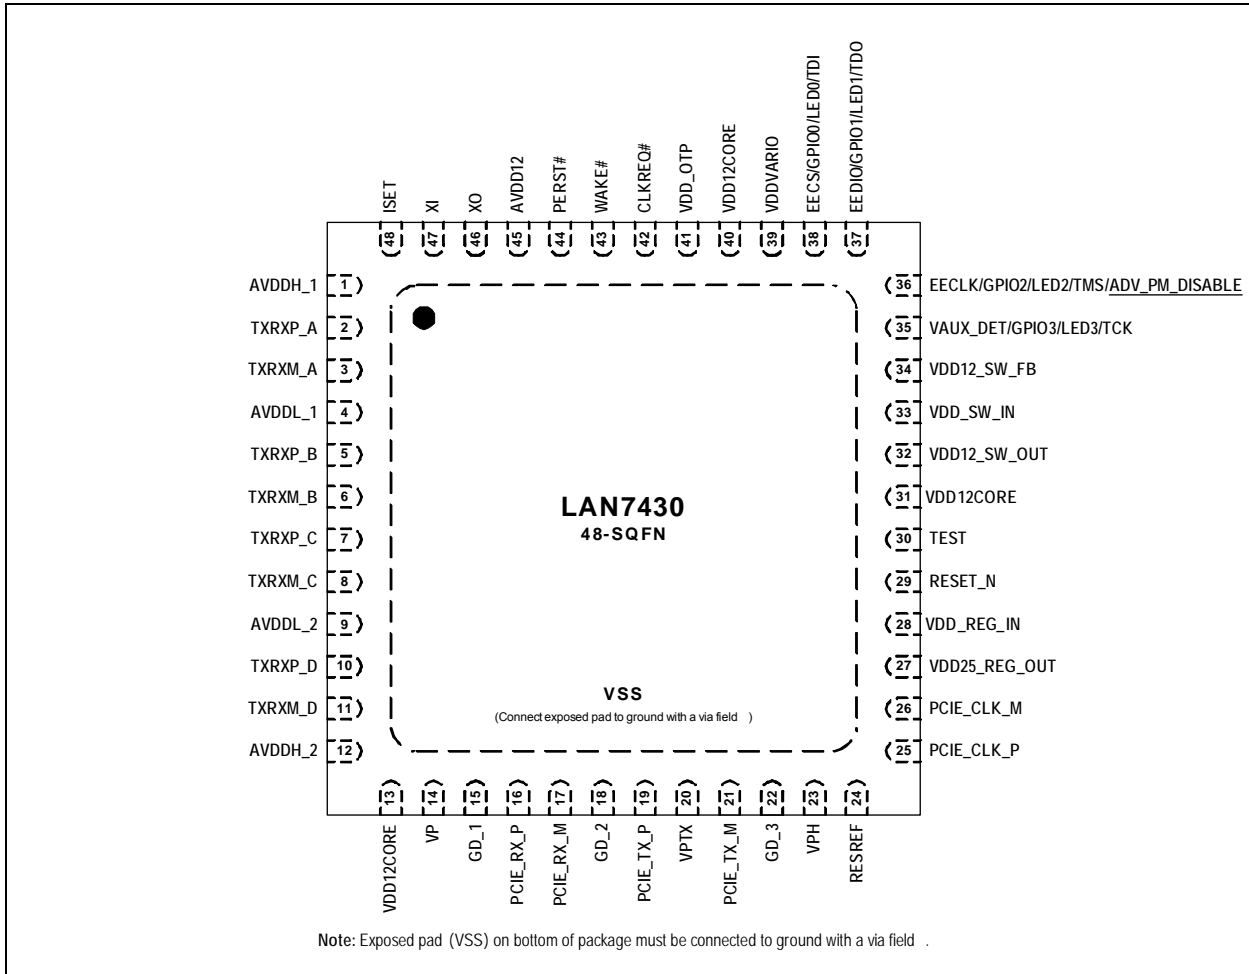 ISET
XI
XO
AVDD12
PERST#
WAKE#
CLKREQ#
VDD_OTP
VDD12CORE
VDDVARIO
EECS/GPIO0/LED0/TDI
EEDIO/GPIO1/LED1/TDO
48
47
46
45
44
43
42
41
40
39
38
37
AVDDH_1 1
TXRXP_A 2
TXRXM_A 3
AVDDL_1 4
TXRXP_B 5
TXRXM_B 6
TXRXP_C 7
TXRXM_C 8
AVDDL_2 9
TXRXP_D 10
TXRXM_D 11
AVDDH_2 12
36 EECLK/GPIO2/LED2/TMS/ADV_PM_DISABLE
35 VAUX_DET/GPIO3/LED3/TCK
34 VDD12_SW_FB
33 VDD_SW_IN
32 VDD12_SW_OUT
31 VDD12CORE
30 TEST
29 RESET_N
28 VDD_REG_IN
27 VDD25_REG_OUT
26 PCIE_CLK_M
25 PCIE_CLK_P
LAN7430
48-SQFN
VSS
(Connect exposed pad to ground with a via field )
13
14
15
16
17
18
19
20
21
22
23
24
VDD12CORE
VP
GD_1
PCIE_RX_P
PCIE_RX_M
GD_2
PCIE_TX_P
VPTX
PCIE_TX_M
GD_3
VPH
RESREF
Note: Exposed pad (VSS) on bottom of package must be connected to ground with a via field .